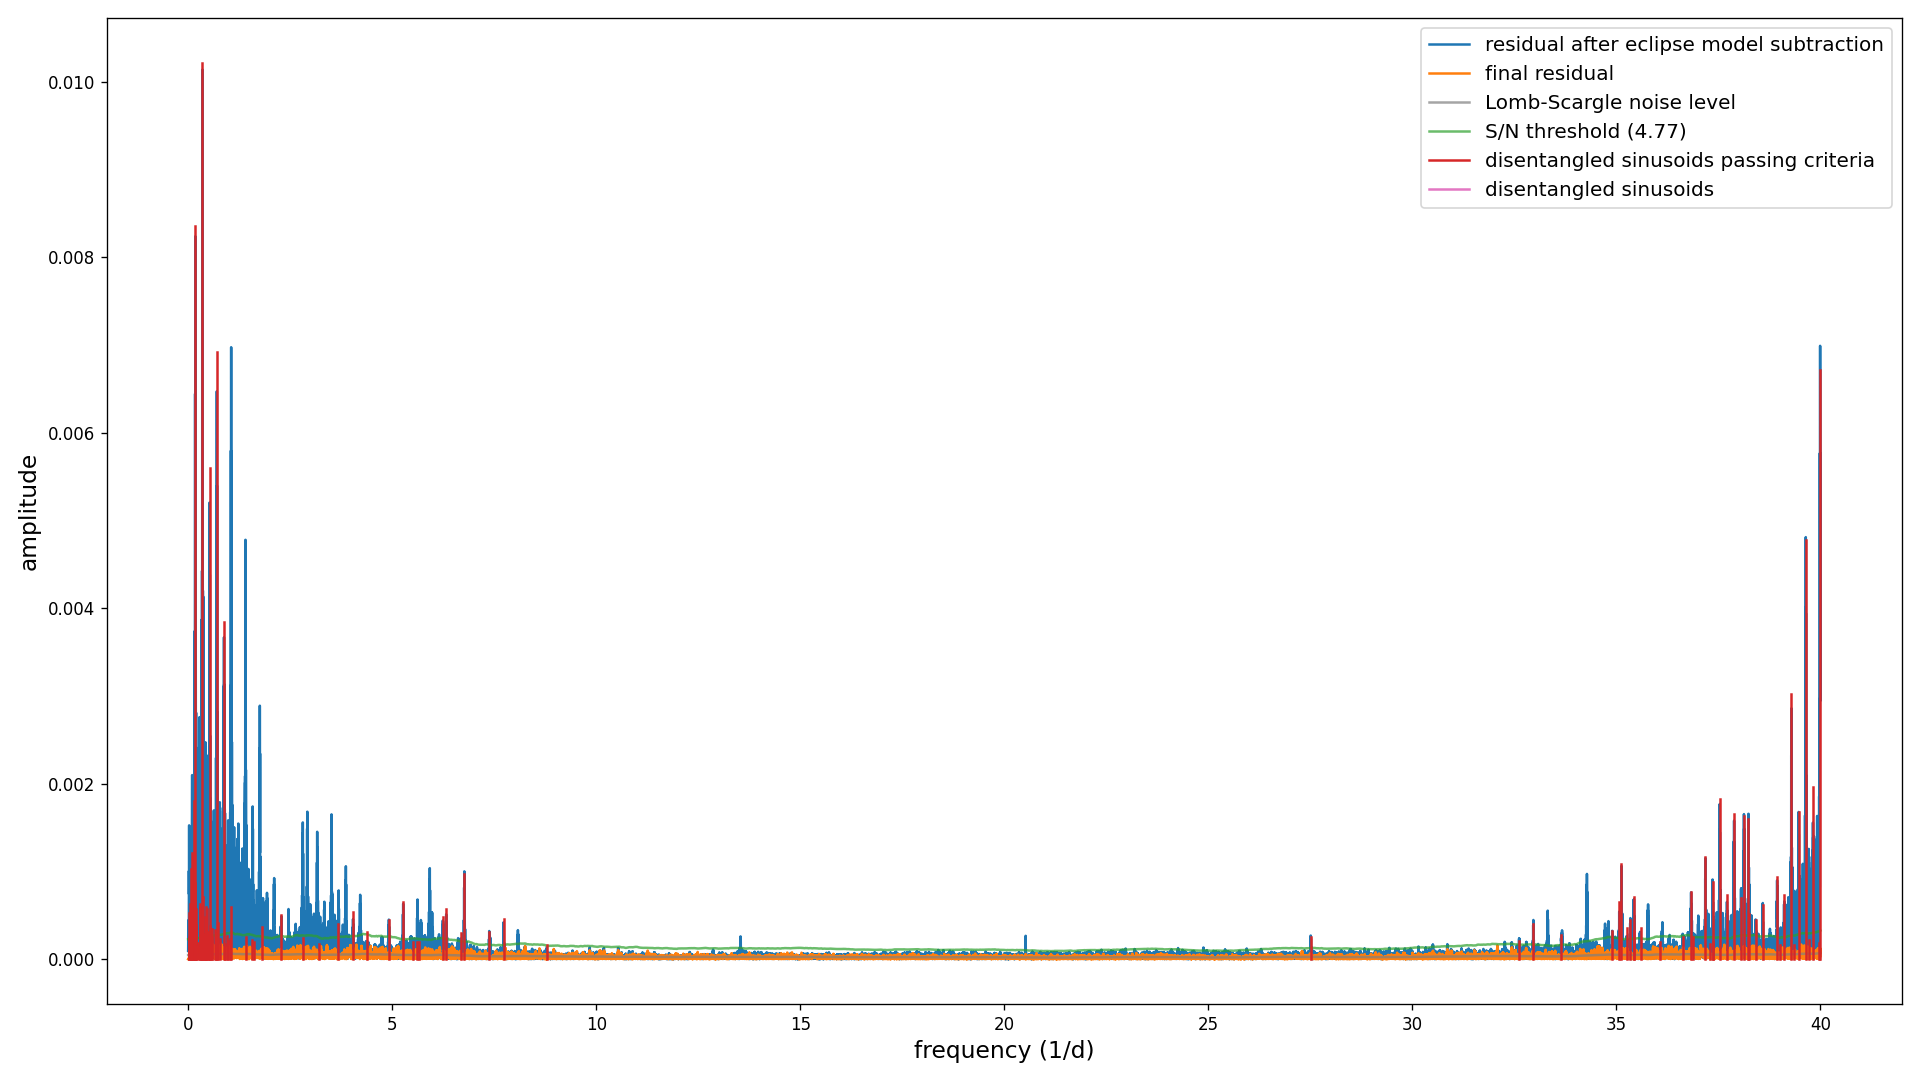 residual after eclipse model subtraction
final residual
Lomb-Scargle noise level
S/N threshold (4.77)
disentangled sinusoids passing criteria
disentangled sinusoids
0.010
0.008
0.006
0.004
0.002
0.000
amplitude
0 5 10 15 20 25 30 35 40
frequency (1/d)